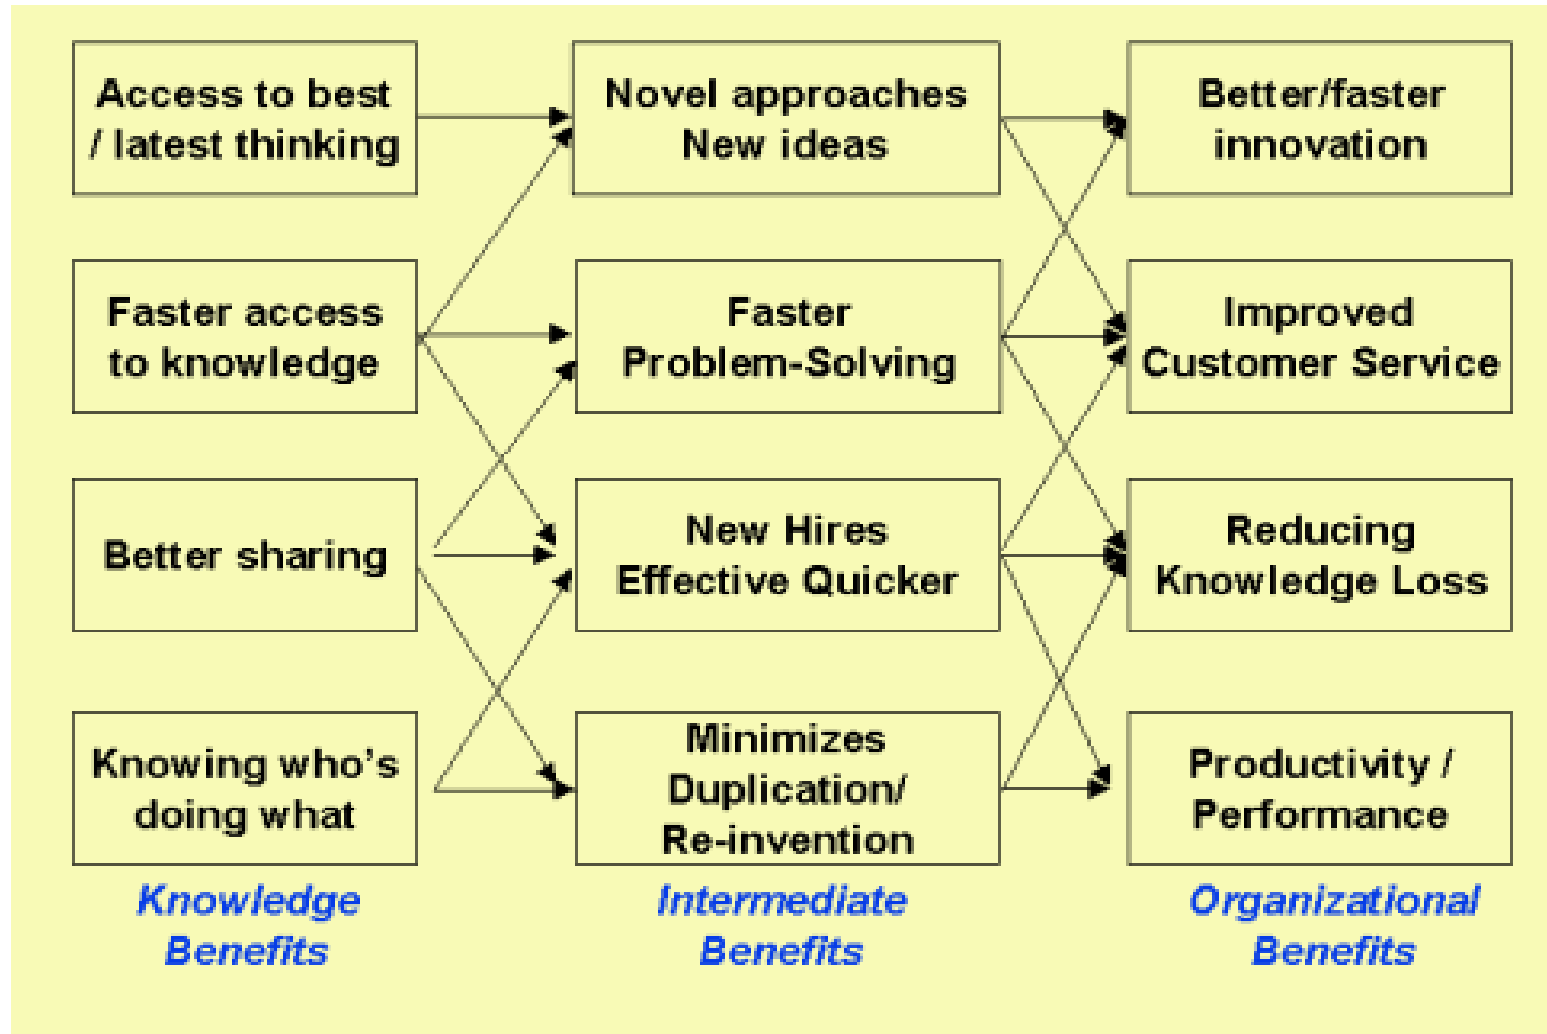 Access to best
/ latest thinking
Novel approaches
New ideas
Better/faster
innovation
Faster access
to knowledge
Faster
Problem-Solving
Improved
Customer Service
Better sharing
New Hires
Effective Quicker
Reducing
Knowledge Loss
Knowing who's
doing what
Minimizes
Duplication/
Re-invention
Productivity /
Performance
Knowledge
Benefits
Intermediate
Benefits
Organizational
Benefits